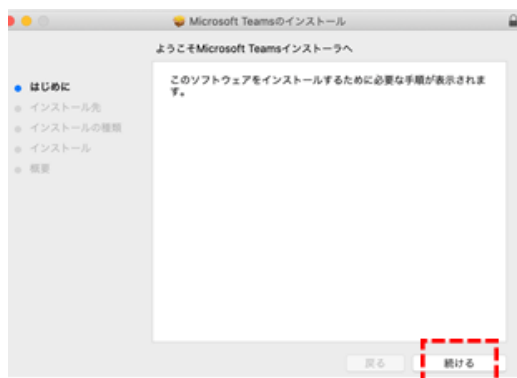 Microsoft Teamsのインストール
ようこそMicrosoft Teamsインストーラへ
はじめに
インストール先
インストールの種類
インストール
概要
このソフトウェアをインストールするために必要な手順が表示されま
す。
戻る
続ける